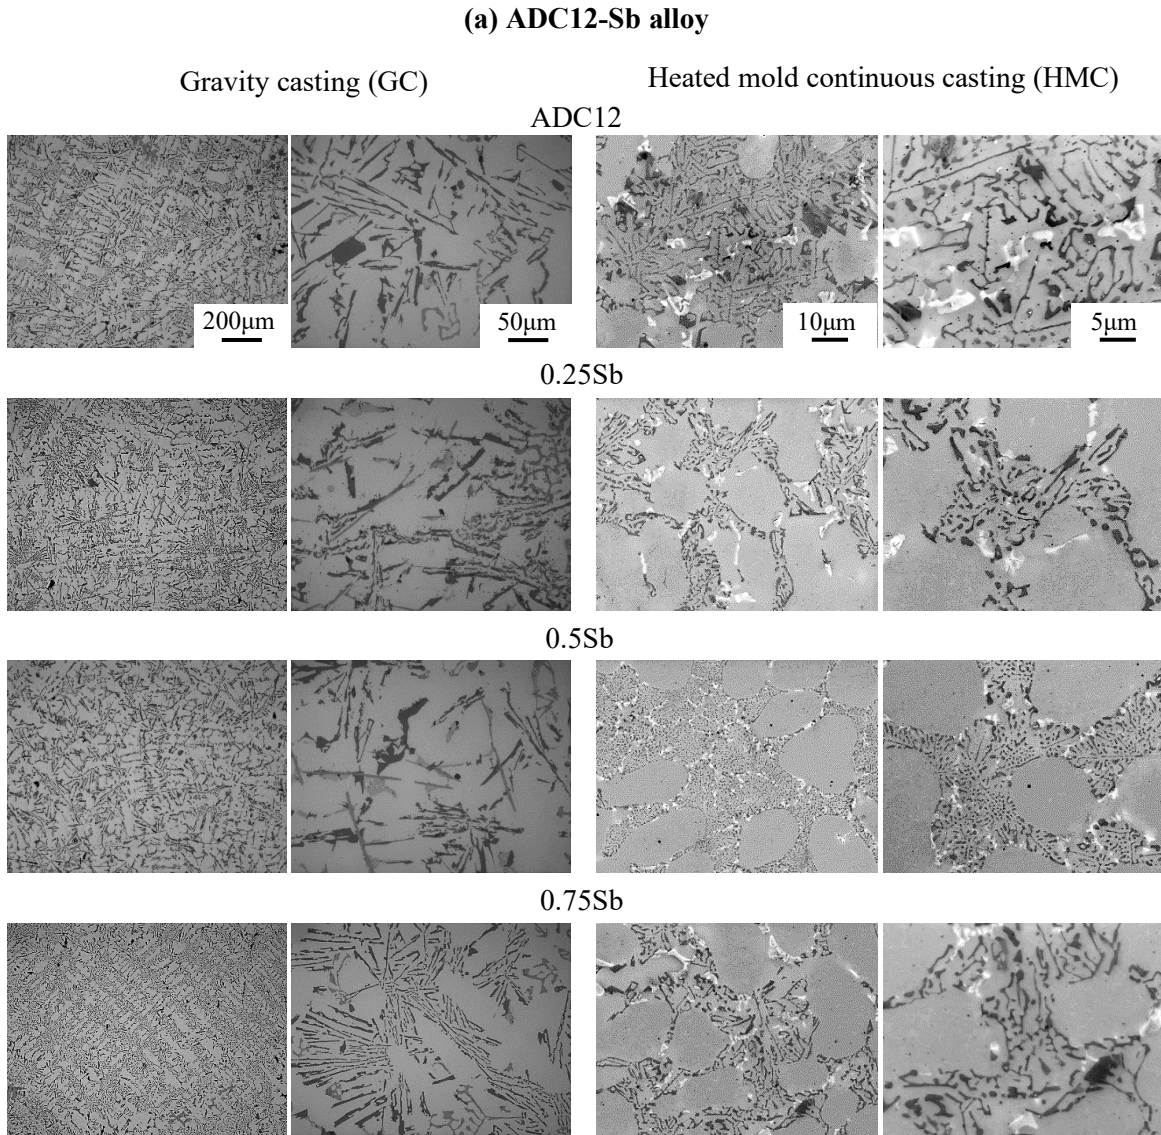 (a) ADC12-Sb alloy
Gravity casting (GC)
Heated mold continuous casting (HMC)
ADC12
200μm
50μm
10μm
5μm
0.25Sb
0.5Sb
0.75Sb